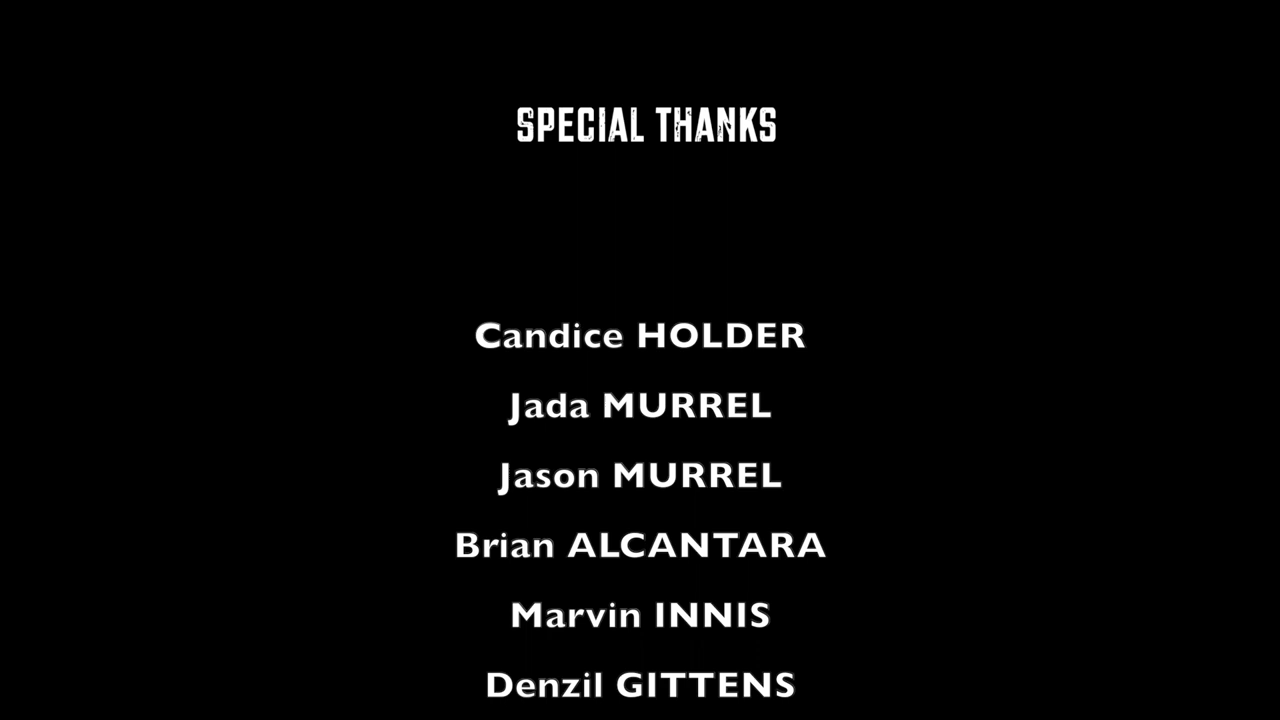 SPECIAL THANKS
Candice HOLDER
Jada MURREL
Jason MURREL
Brian ALCANTARA
Marvin INNIS
Denzil GITTENS